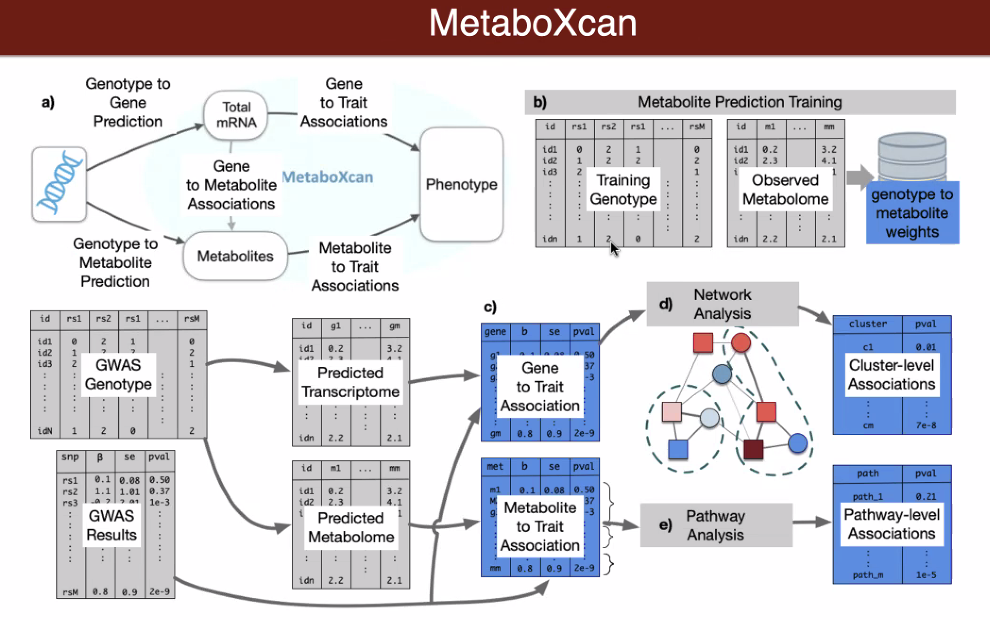 MetaboXcan
a)
Genotype to
Gene
Prediction
Total
mRNA
Gene
to Trait
Associations
Gene
to Metabolite
Associations
MetaboXcan
Phenotype
Genotype to
Metabolite
Prediction
Metabolites
Metabolite
to Trait
Associations
b) Metabolite Prediction Training
id rs1 rs2 rs1 ... rsM
id1 0 2 1 0
id2 1 2 2 2
id3 2 1
Training
Genotype
idn 1 2 0 2
id m1 ... mm
id1 0.2 3.2
id2 2.3 4.1
Observed
Metabolome
idn 2.2 2.1
genotype to
metabolite
weights
id rs1 rs2 rs1 ... rsM
id1 0 2 1 0
id2 1 2
id3 2 1
GWAS
Genotype
idN 1 2 0 2
snp β se pval
rs1 0.1 0.08 0.50
rs2 1.1 1.01 0.37
rs3 1e-3
GWAS
Results
rsM 0.8 0.9 2e-9
id g1 ... gm
id1 0.2 3.2
Predicted
Transcriptome
idn 2.2 2.1
id m1 ... mm
id1 0.2 3.2
id2 2.3 4.1
Predicted
Metabolome
idn 2.2 2.1
c)
gene b se pval
Gene
to Trait
Association
gm 0.8 0.9 2e-9
met b se pval
m1 0.1 0.08 0.50
Metabolite
to Trait
Association
mm 0.8 0.9 2e-9
d) Network
Analysis
cluster pval
c1 0.01
Cluster-level
Associations
cm 7e-8
e) Pathway
Analysis
path pval
path_1 0.21
Pathway-level
Associations
path_m 1e-5